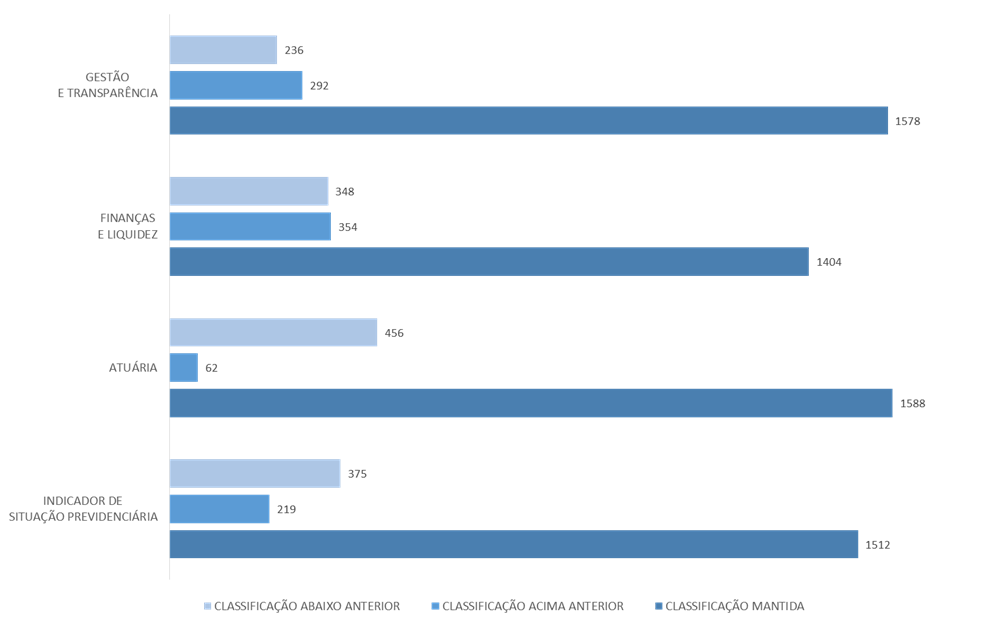 236
GESTÃO
E TRANSPARÊNCIA
292
1578
348
FINANÇAS
E LIQUIDEZ
354
1404
456
ATUÁRIA
62
1588
375
INDICADOR DE
SITUAÇÃO PREVIDENCIÁRIA
219
1512
CLASSIFICAÇÃO ABAIXO ANTERIOR CLASSIFICAÇÃO ACIMA ANTERIOR CLASSIFICAÇÃO MANTIDA